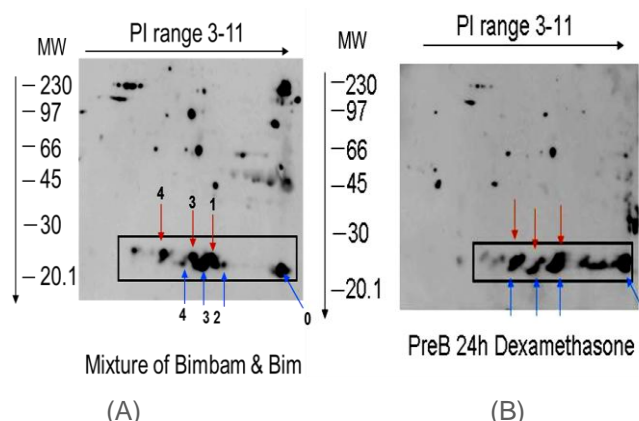 PI range 3-11
MW
230
97
66
45
30
20.1
4
3
1
4
3
2
0
Mixture of Bimbam & Bim
(A)
PI range 3-11
MW
230
97
66
45
30
20.1
PreB 24h Dexamethasone
(B)